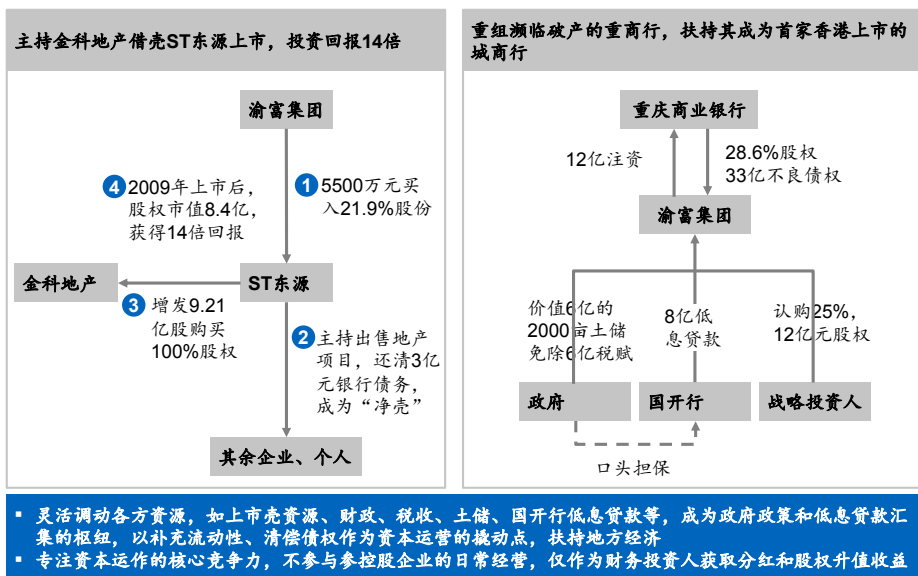 主持金科地产借壳ST东源上市，投资回报14倍
渝富集团
4 2009年上市后，
股权市值8.4亿，
获得14倍回报
1 5500万元买
入21.9%股份
金科地产
ST东源
3 增发9.21
亿股购买
100%股权
2 主持出售地产
项目，还清3亿
元银行债务，
成为“净壳”
其余企业、个人
重组濒临破产的重商行，扶持其成为首家香港上市的
城商行
重庆商业银行
12亿注资
28.6%股权
33亿不良债权
渝富集团
价值6亿的
2000亩土储
免除6亿税赋
8亿低
息贷款
认购25%，
12亿元股权
政府
国开行
战略投资人
口头担保
▪ 灵活调动各方资源，如上市壳资源、财政、税收、土储、国开行低息贷款等，成为政府政策和低息贷款汇
集的枢纽，以补充流动性、清偿债权作为资本运营的撬动点，扶持地方经济
▪ 专注资本运作的核心竞争力，不参与参控股企业的日常经营，仅作为财务投资人获取分红和股权升值收益